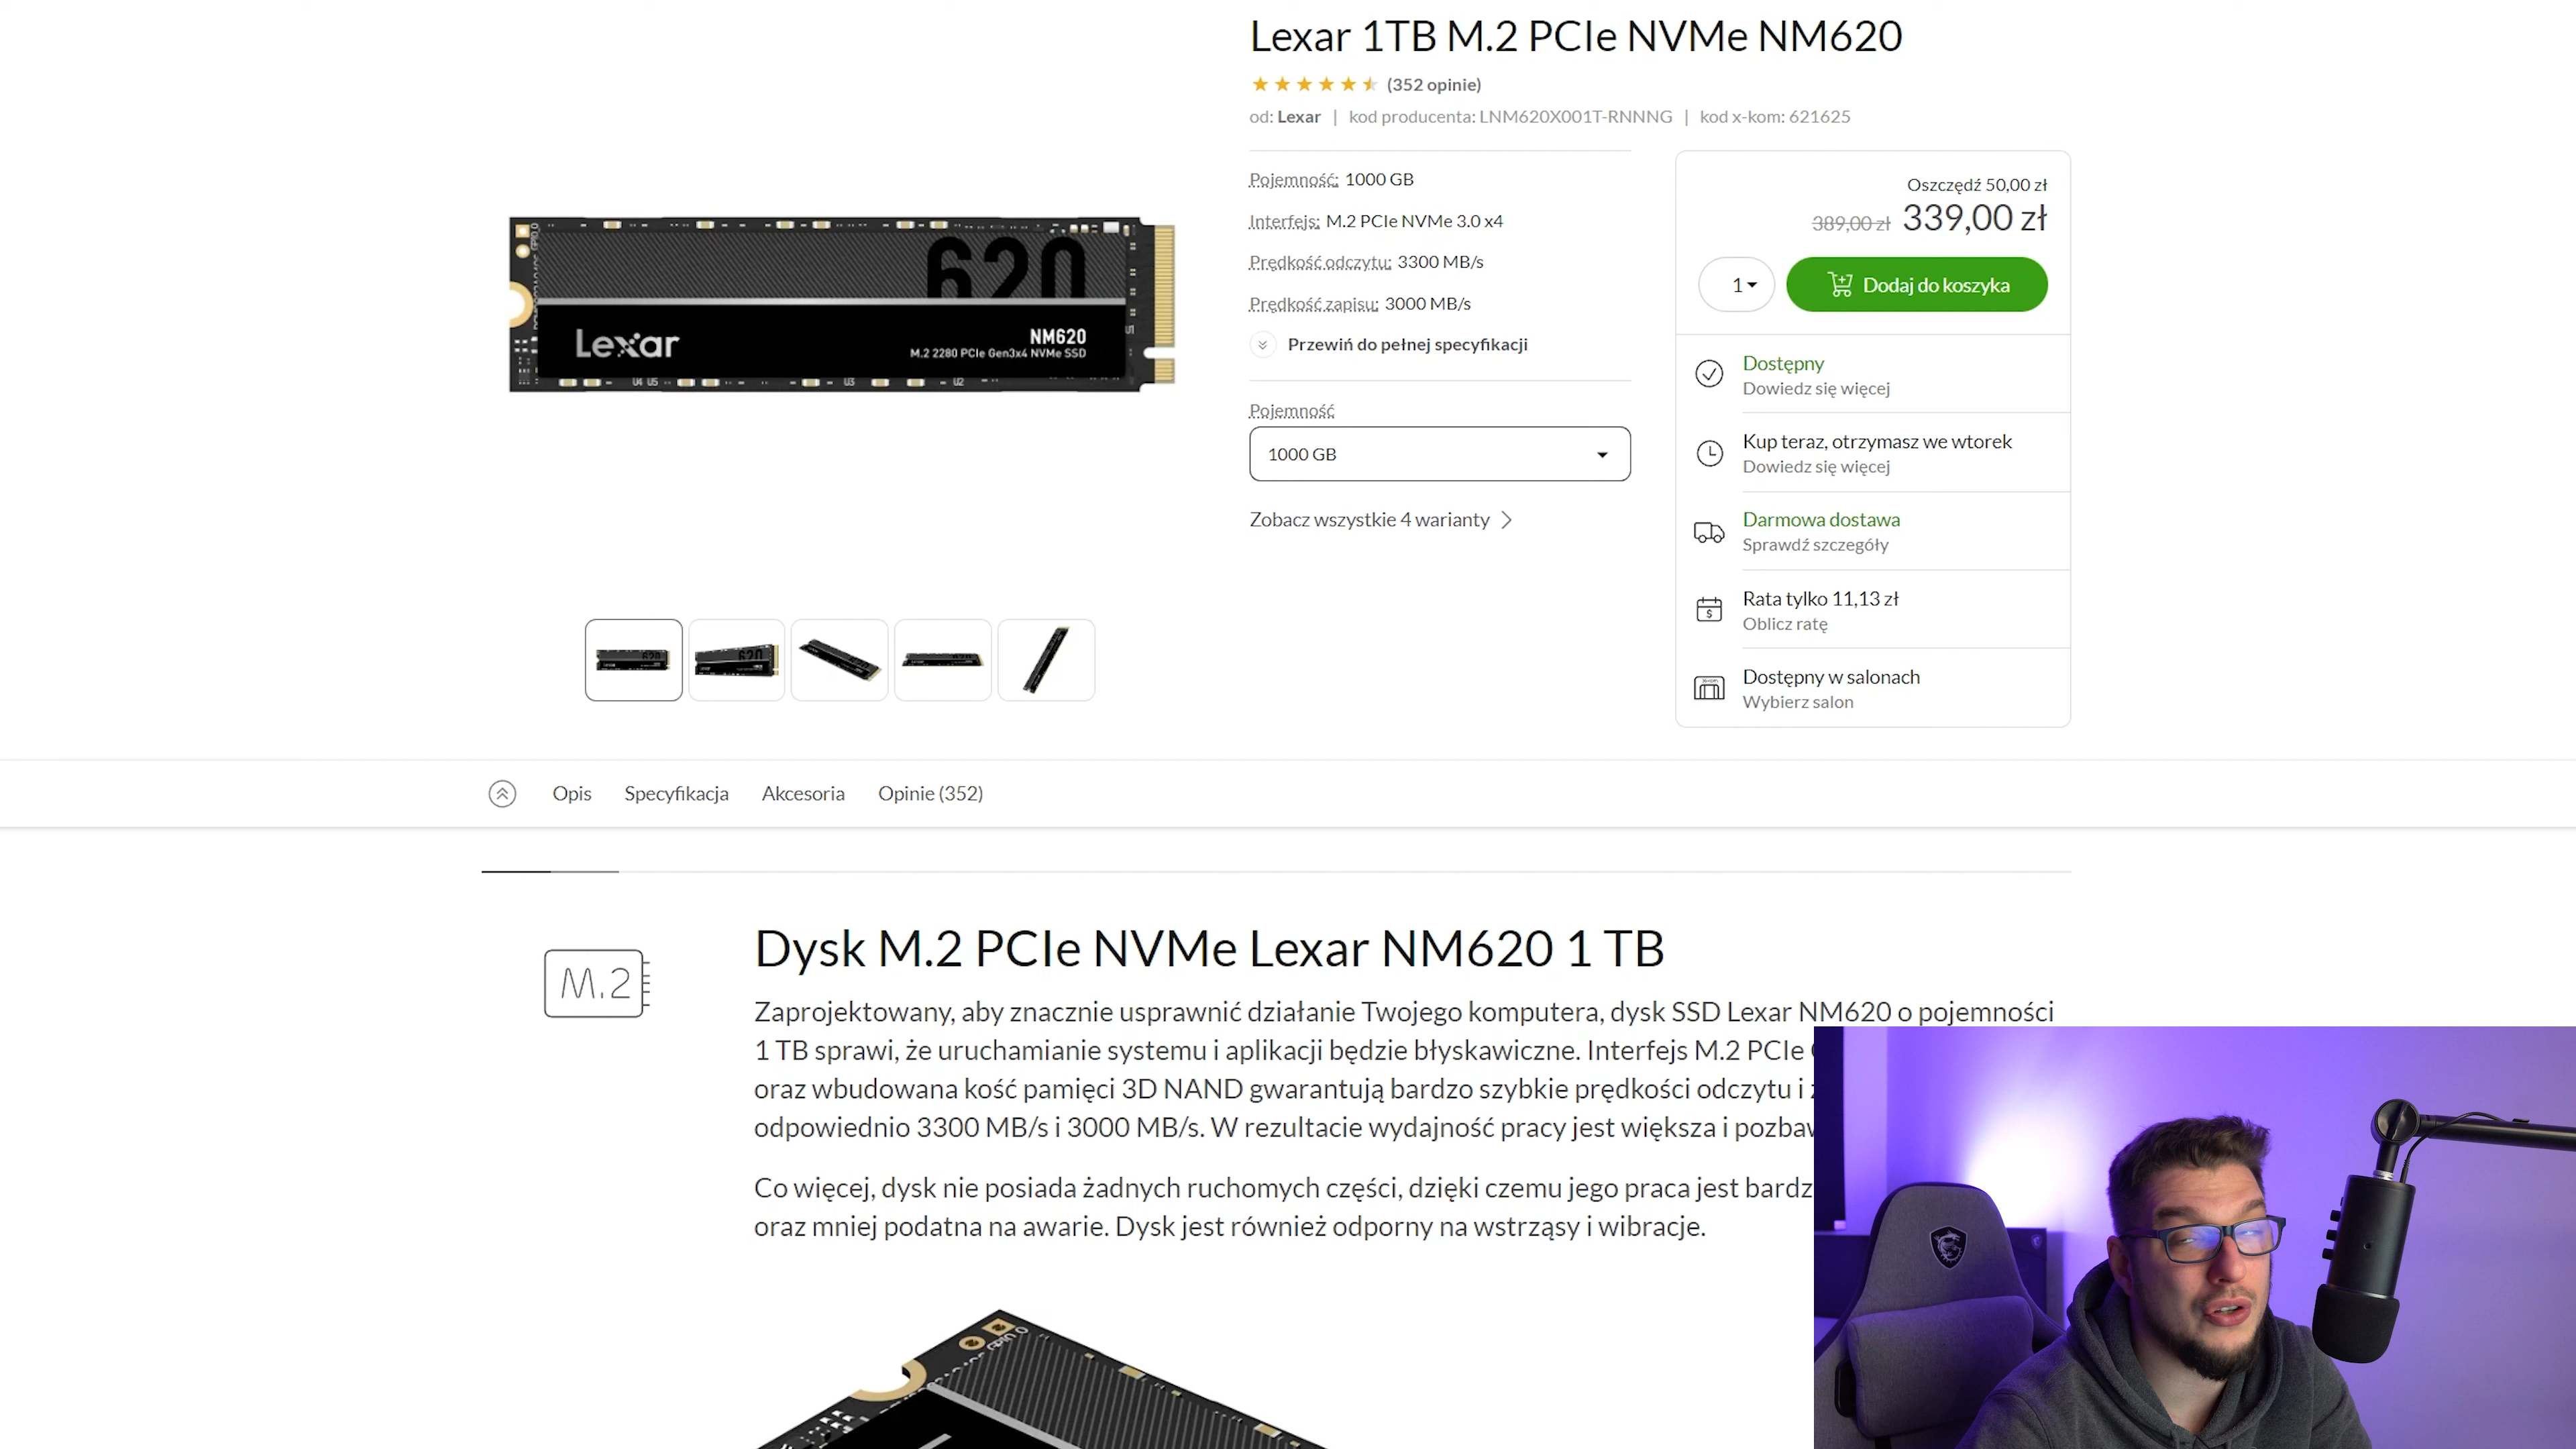 Lexar 1TB M.2 PCIe NVMe NM620
(352 opinie)
od: Lexar | kod producenta: LNM620X001T-RNNNG | kod x-kom: 621625
Pojemność: 1000 GB
Interfejs: M.2 PCIe NVMe 3.0 x4
Prędkość odczytu: 3300 MB/s
Prędkość zapisu: 3000 MB/s
Przewiń do pełnej specyfikacji
Pojemność
1000 GB
Zobacz wszystkie 4 warianty
Oszczędź 50,00 zł
389,00 zł 339,00 zł
1
Dodaj do koszyka
Dostępny
Dowiedz się więcej
Kup teraz, otrzymasz we wtorek
Dowiedz się więcej
Darmowa dostawa
Sprawdź szczegóły
Rata tylko 11,13 zł
Oblicz ratę
Dostępny w salonach
Wybierz salon
620
Lexar
NM620
M.2 2280 PCIe Gen3x4 NVMe SSD
U4 U5
U3
U2
U1
Opis
Specyfikacja
Akcesoria
Opinie (352)
M.2
Dysk M.2 PCIe NVMe Lexar NM620 1 TB
Zaprojektowany, aby znacznie usprawnić działanie Twojego komputera, dysk SSD Lexar NM620 o pojemności
1 TB sprawi, że uruchamianie systemu i aplikacji będzie błyskawiczne. Interfejs M.2 PCIe
oraz wbudowana kość pamięci 3D NAND gwarantują bardzo szybkie prędkości odczytu i
odpowiednio 3300 MB/s i 3000 MB/s. W rezultacie wydajność pracy jest większa i
Co więcej, dysk nie posiada żadnych ruchomych części, dzięki czemu jego praca jest
oraz mniej podatna na awarie. Dysk jest również odporny na wstrząsy i wibracje.